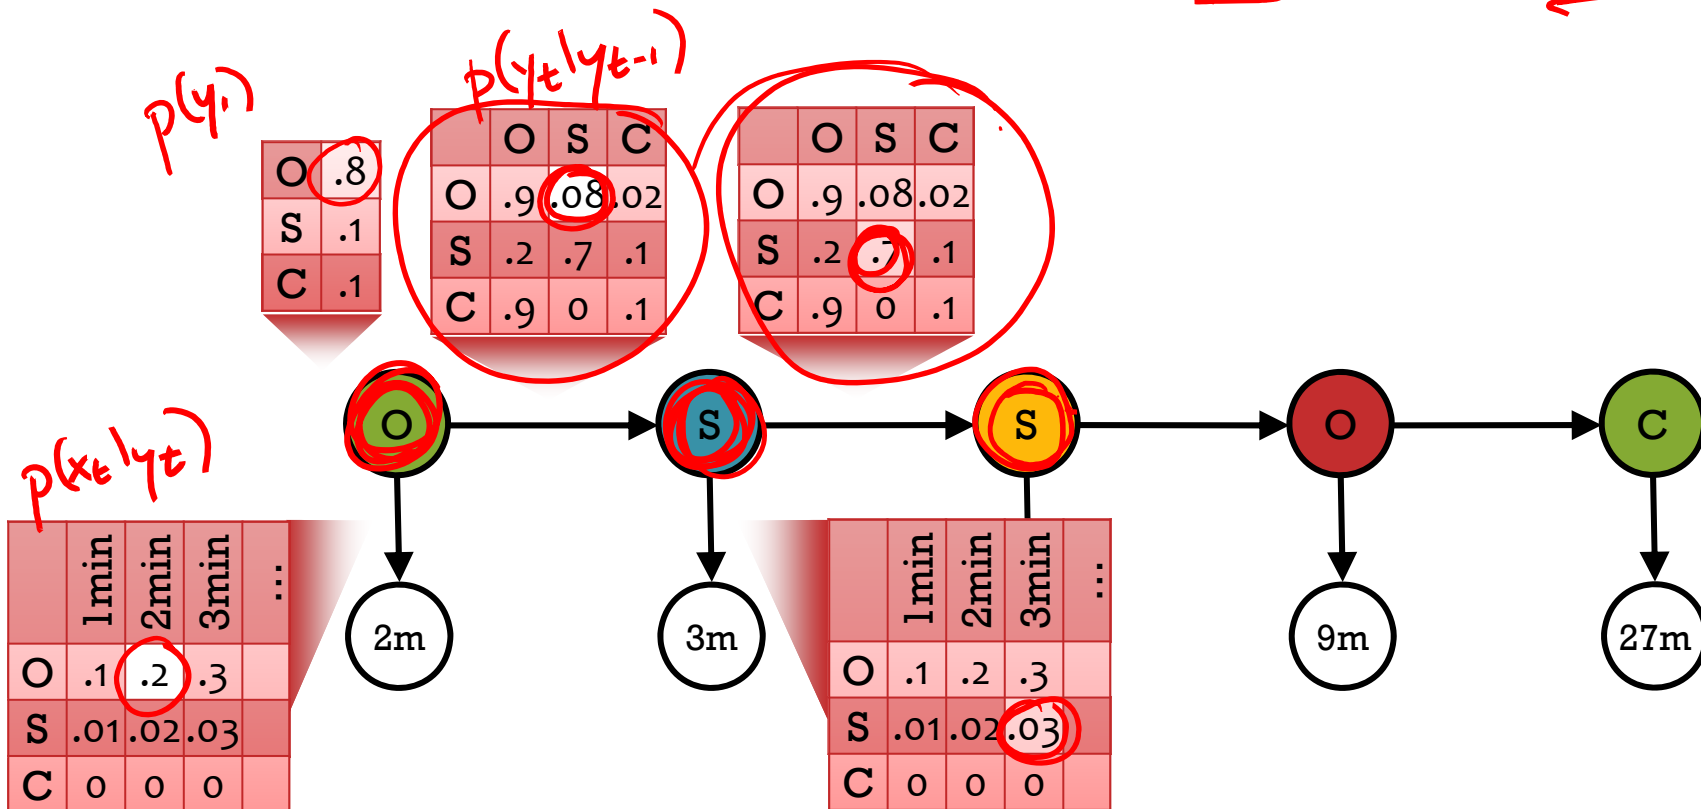 p(y₁)
p(yₜ|yₜ₋₁)
O .8
S .1
C .1
O S C
O .9 .08 .02
S .2 .7 .1
C .9 0 .1
O S C
O .9 .08 .02
S .2 .7 .1
C .9 0 .1
O S S O C
p(xₜ|yₜ)
1min 2min 3min ...
O .1 .2 .3
S .01 .02 .03
C 0 0 0
1min 2min 3min ...
O .1 .2 .3
S .01 .02 .03
C 0 0 0
2m 3m 9m 27m